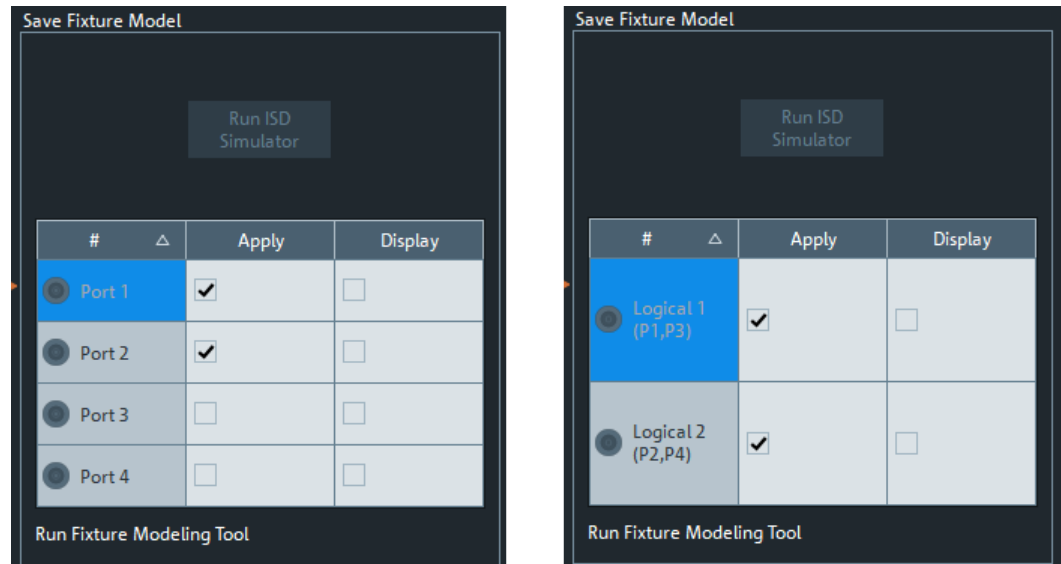 Save Fixture Model
Run ISD
Simulator
# △ Apply Display
Port 1
Port 2
Port 3
Port 4
Run Fixture Modeling Tool
Save Fixture Model
Run ISD
Simulator
# △ Apply Display
Logical 1
(P1,P3)
Logical 2
(P2,P4)
Run Fixture Modeling Tool